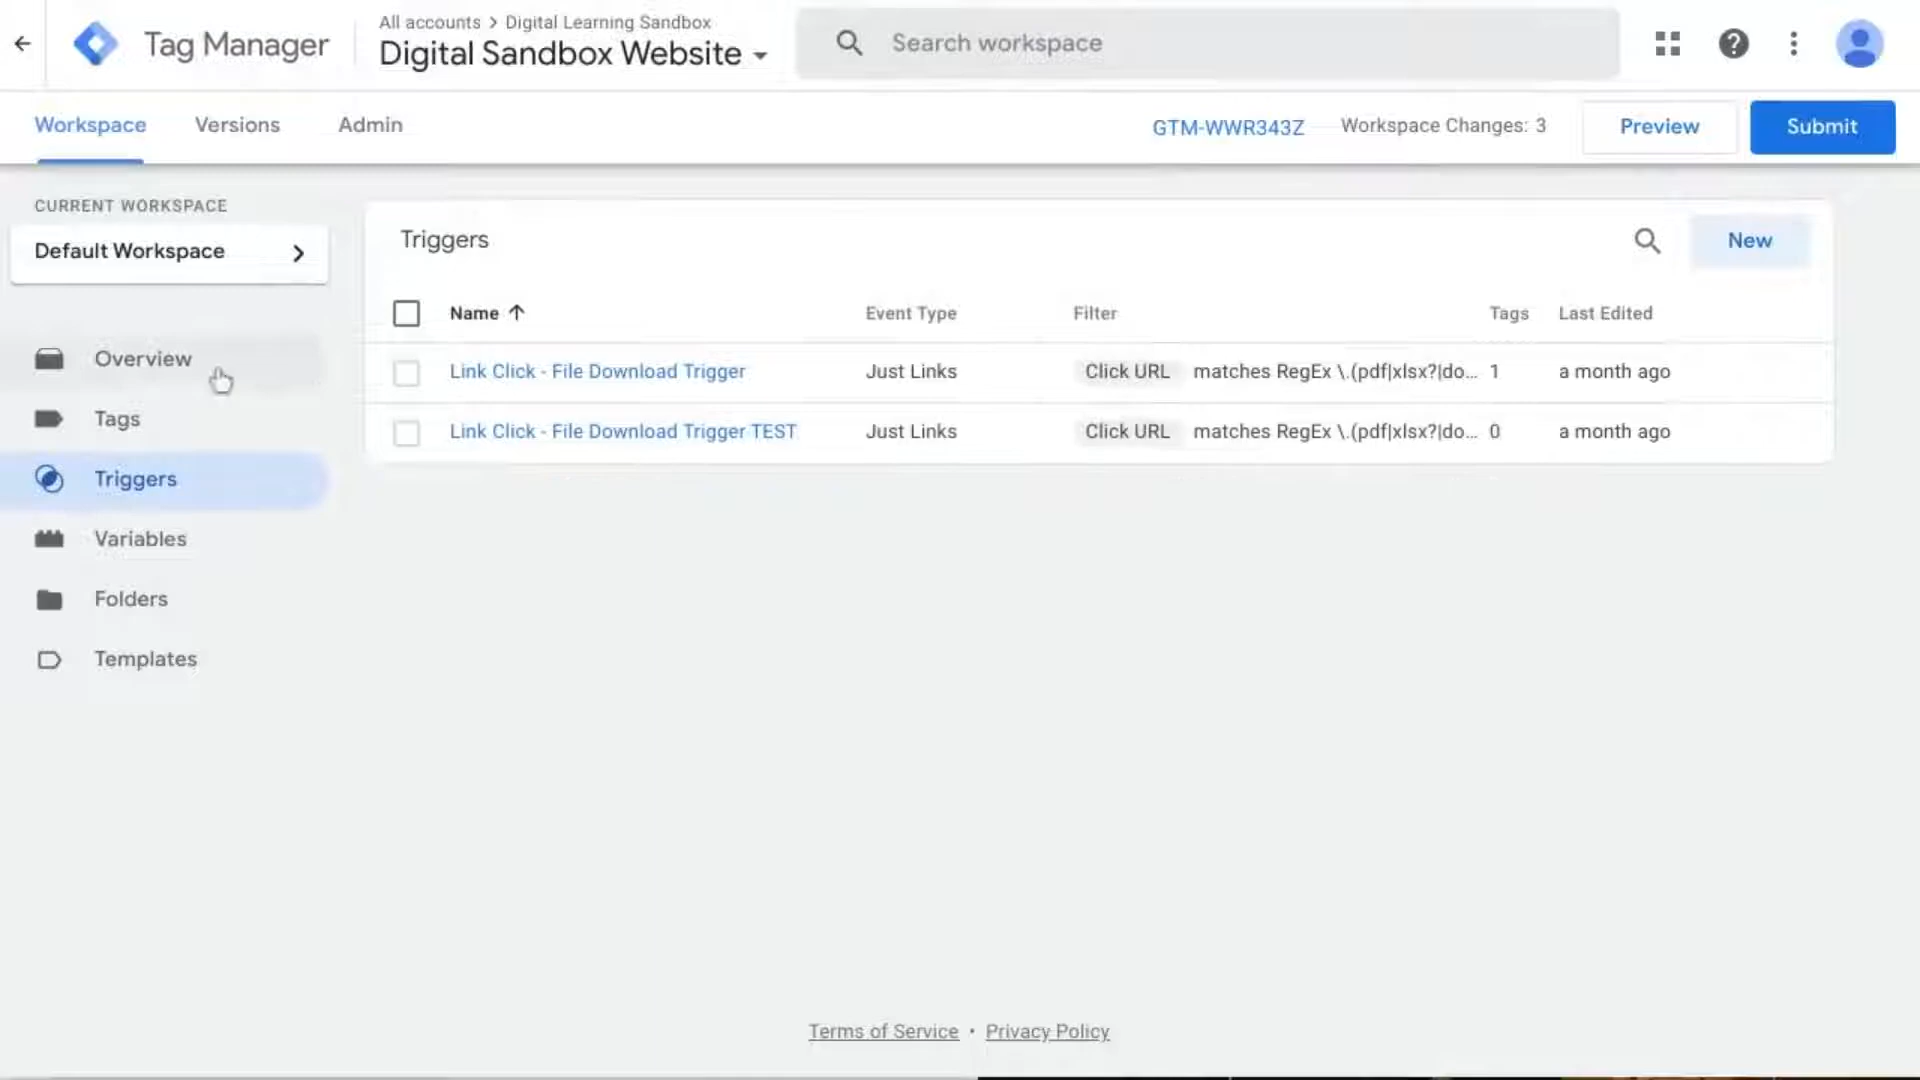 Tag Manager
All accounts > Digital Learning Sandbox
Digital Sandbox Website
Search workspace
Workspace
Versions
Admin
GTM-WWR343Z
Workspace Changes: 3
Preview
Submit
CURRENT WORKSPACE
Default Workspace
Overview
Tags
Triggers
Variables
Folders
Templates
Triggers
New
Name Event Type Filter Tags Last Edited
Link Click - File Download Trigger Just Links Click URL matches RegEx \.(pdf|xlsx?|do... 1 a month ago
Link Click - File Download Trigger TEST Just Links Click URL matches RegEx \.(pdf|xlsx?|do... 0 a month ago
Terms of Service • Privacy Policy